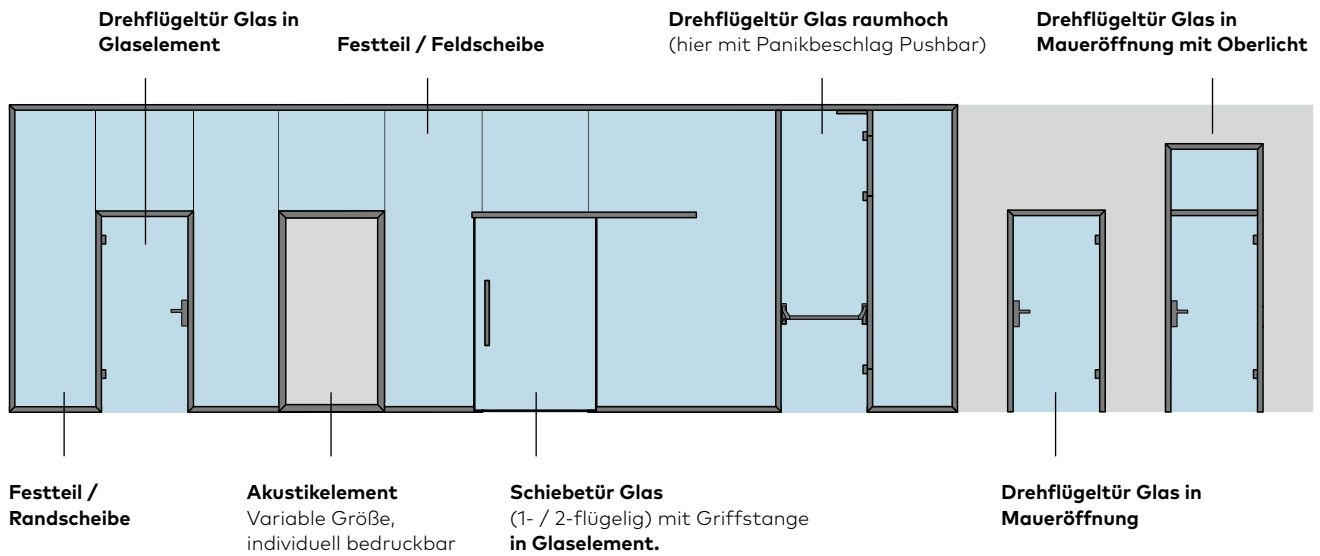 Drehflügeltür Glas in
Glaselement
Festteil / Feldscheibe
Drehflügeltür Glas raumhoch
(hier mit Panikbeschlag Pushbar)
Drehflügeltür Glas in
Maueröffnung mit Oberlicht
Festteil /
Randscheibe
Akustikelement
Variable Größe,
individuell bedruckbar
Schiebetür Glas
(1- / 2-flügelig) mit Griffstange
in Glaselement.
Drehflügeltür Glas in
Maueröffnung